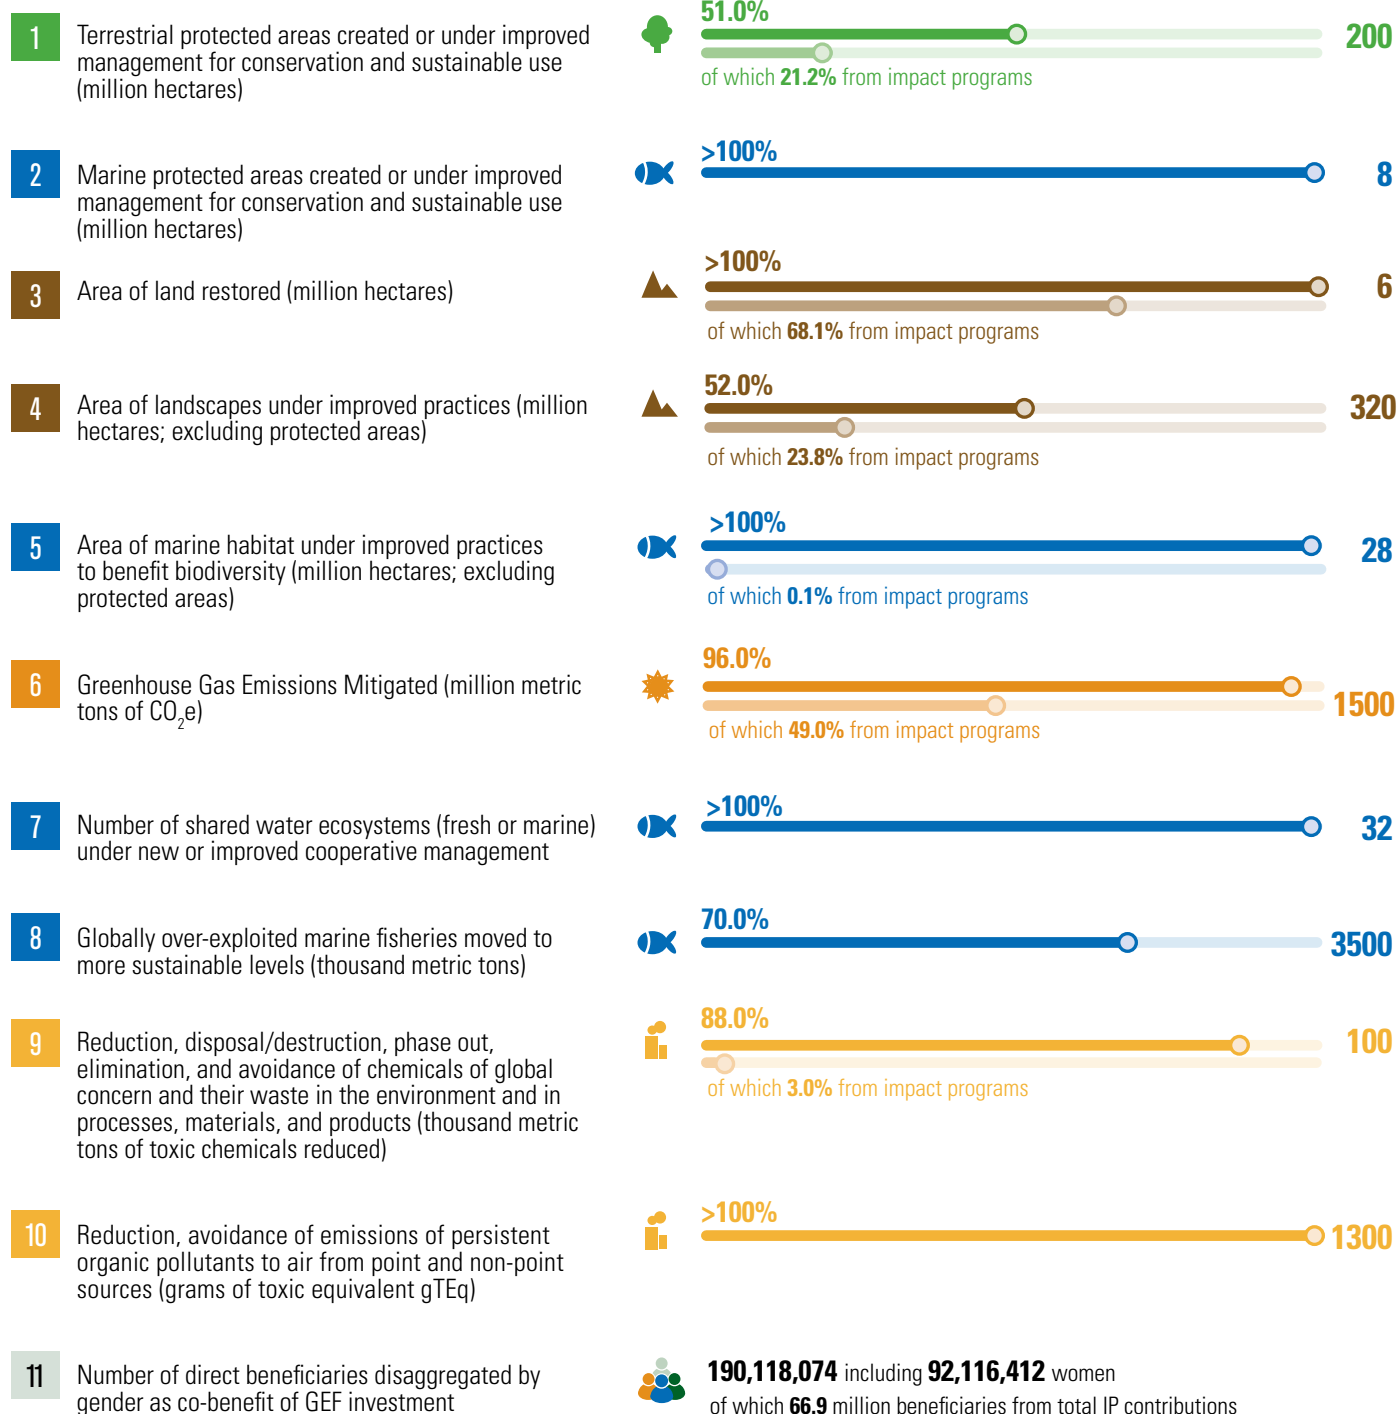 1
Terrestrial protected areas created or under improved
management for conservation and sustainable use
(million hectares)
51.0%
200
of which 21.2% from impact programs
2
Marine protected areas created or under improved
management for conservation and sustainable use
(million hectares)
>100%
8
3
Area of land restored (million hectares)
>100%
6
of which 68.1% from impact programs
4
Area of landscapes under improved practices (million
hectares; excluding protected areas)
52.0%
320
of which 23.8% from impact programs
5
Area of marine habitat under improved practices
to benefit biodiversity (million hectares; excluding
protected areas)
>100%
28
of which 0.1% from impact programs
6
Greenhouse Gas Emissions Mitigated (million metric
tons of CO₂e)
96.0%
1500
of which 49.0% from impact programs
7
Number of shared water ecosystems (fresh or marine)
under new or improved cooperative management
>100%
32
8
Globally over-exploited marine fisheries moved to
more sustainable levels (thousand metric tons)
70.0%
3500
9
Reduction, disposal/destruction, phase out,
elimination, and avoidance of chemicals of global
concern and their waste in the environment and in
processes, materials, and products (thousand metric
tons of toxic chemicals reduced)
88.0%
100
of which 3.0% from impact programs
10
Reduction, avoidance of emissions of persistent
organic pollutants to air from point and non-point
sources (grams of toxic equivalent gTEq)
>100%
1300
11
Number of direct beneficiaries disaggregated by
gender as co-benefit of GEF investment
190,118,074 including 92,116,412 women
of which 66.9 million beneficiaries from total IP contributions